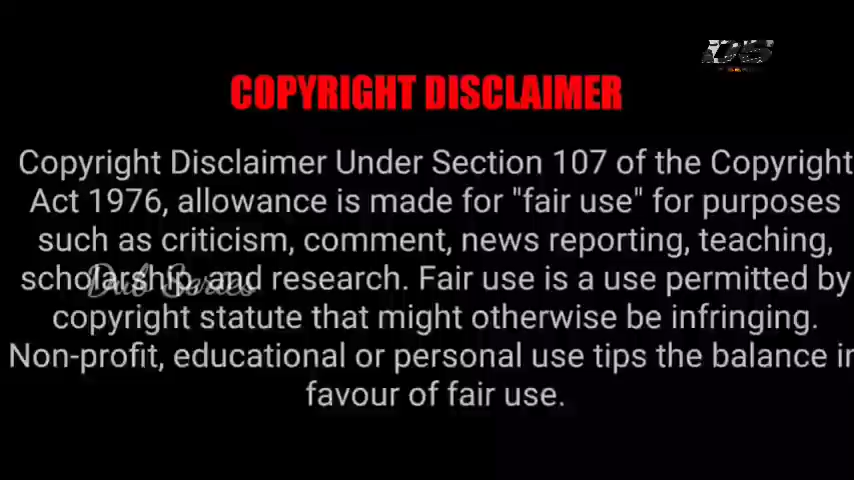 DS
COPYRIGHT DISCLAIMER
Copyright Disclaimer Under Section 107 of the Copyright
Act 1976, allowance is made for "fair use" for purposes
such as criticism, comment, news reporting, teaching,
scholarship, and research. Fair use is a use permitted by
Dub Series
copyright statute that might otherwise be infringing.
Non-profit, educational or personal use tips the balance in
favour of fair use.